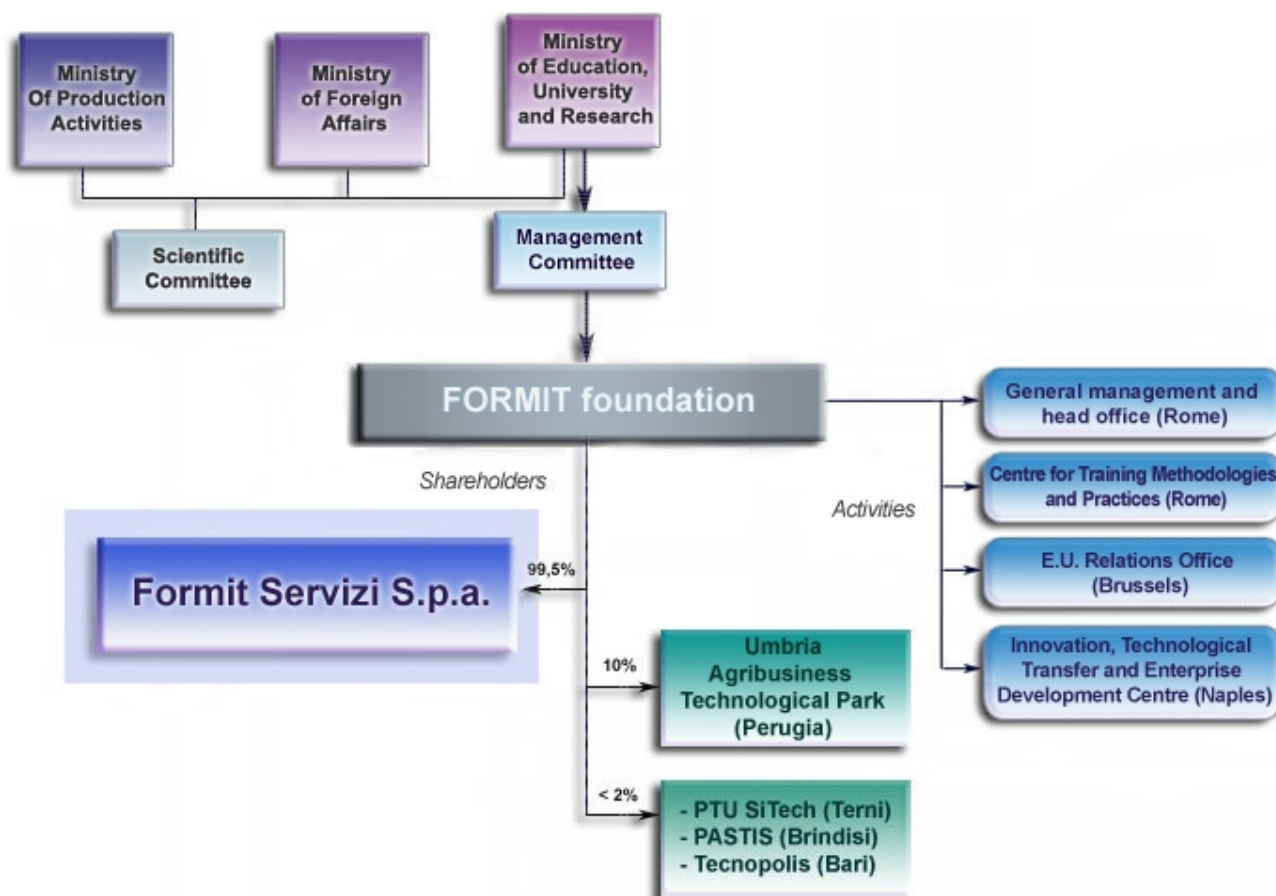 Ministry
Of Production
Activities
Ministry
of Foreign
Affairs
Ministry
of Education,
University
and Research
Scientific
Committee
Management
Committee
FORMIT foundation
Shareholders
Activities
General management and
head office (Rome)
Centre for Training Methodologies
and Practices (Rome)
E.U. Relations Office
(Brussels)
Innovation, Technological
Transfer and Enterprise
Development Centre (Naples)
99,5%
Formit Servizi S.p.a.
10%
Umbria
Agribusiness
Technological Park
(Perugia)
< 2%
- PTU SiTech (Terni)
- PASTIS (Brindisi)
- Tecnopolis (Bari)